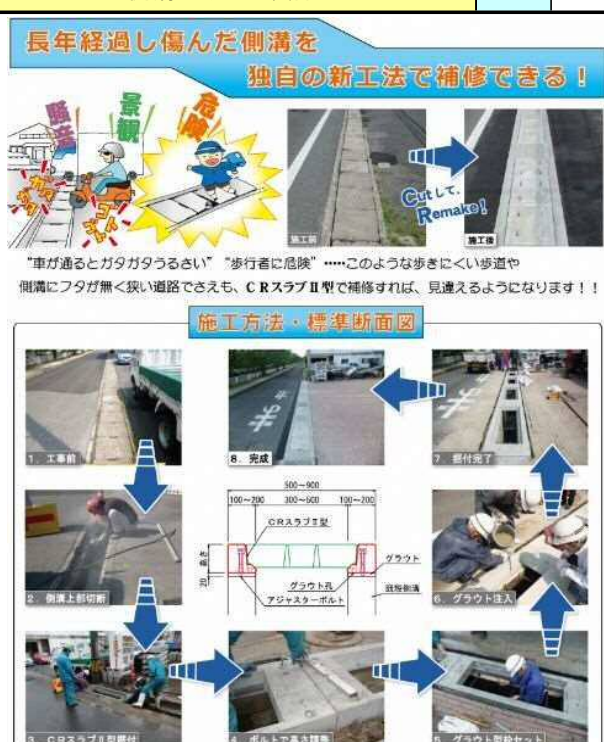 長年経過し傷んだ側溝を
独自の新工法で補修できる！
騒音
景観
危険
ガタ
ガタ
施工前
Cutして、
Remake!
施工後
“車が通るとガタガタうるさい” “歩行者に危険” ・・・・・このような歩きにくい歩道や
側溝にフタが無く狭い道路でさえも、CRスラブⅡ型で補修すれば、見違えるようになります！！
施工方法・標準断面図
1. 工事前
8. 完成
7. 据付完了
500~900
100~200
300~600
100~200
CRスラブⅡ型
高さ
20
グラウト
グラウト孔
アジャスターボルト
既設側溝
2. 側溝上部切断
6. グラウト注入
3. CRスラブⅡ型据付
4. ボルトで高さ調整
5. グラウト型枠セット